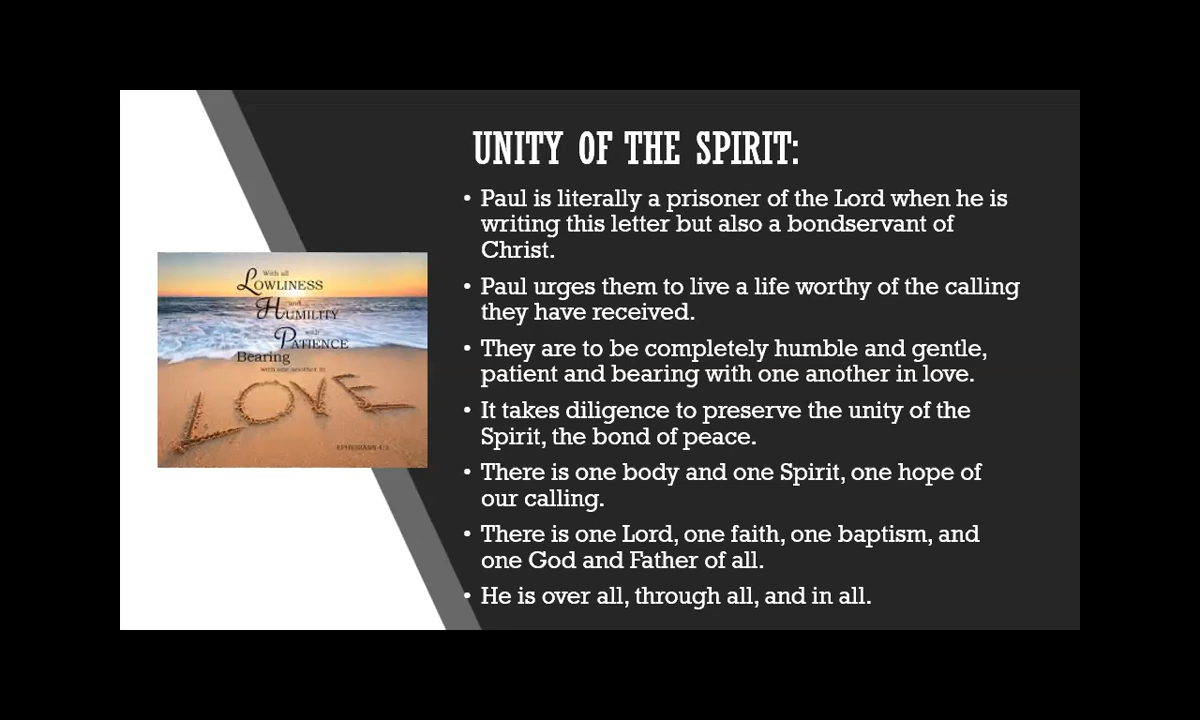 UNITY OF THE SPIRIT:
• Paul is literally a prisoner of the Lord when he is
writing this letter but also a bondservant of
Christ.
• Paul urges them to live a life worthy of the calling
they have received.
• They are to be completely humble and gentle,
patient and bearing with one another in love.
• It takes diligence to preserve the unity of the
Spirit, the bond of peace.
• There is one body and one Spirit, one hope of
our calling.
• There is one Lord, one faith, one baptism, and
one God and Father of all.
• He is over all, through all, and in all.
With all
LOWLINESS
and
HUMILITY
with
PATIENCE
Bearing
with one another in
LOVE